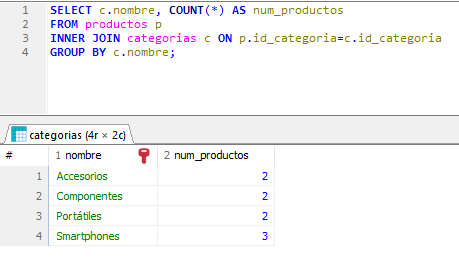 1 SELECT c.nombre, COUNT(*) AS num_productos
2 FROM productos p
3 INNER JOIN categorias c ON p.id_categoria=c.id_categoria
4 GROUP BY c.nombre;
categorias (4r × 2c)
# 1 nombre 2 num_productos
1 Accesorios 2
2 Componentes 2
3 Portátiles 2
4 Smartphones 3